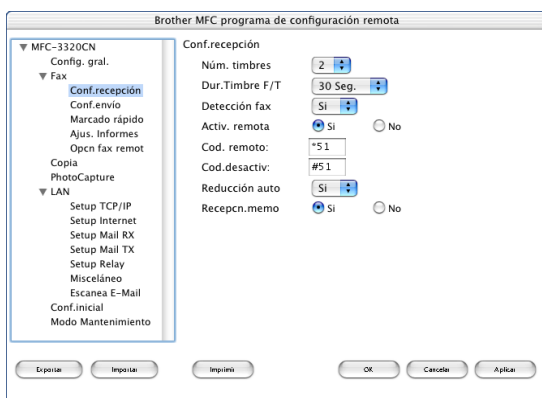 Brother MFC programa de configuración remota
MFC-3320CN
Config. gral.
Fax
Conf.recepción
Conf.envío
Marcado rápido
Ajus. Informes
Opcn fax remot
Copia
PhotoCapture
LAN
Setup TCP/IP
Setup Internet
Setup Mail RX
Setup Mail TX
Setup Relay
Misceláneo
Escanea E-Mail
Conf.inicial
Modo Mantenimiento
Conf.recepción
Núm. timbres 2
Dur.Timbre F/T 30 Seg.
Detección fax Si
Activ. remota Si No
Cod. remoto: *51
Cod.desactiv: #51
Reducción auto Si
Recepcn.memo Si No
Exportar Importar Imprimir OK Cancelar Aplicar